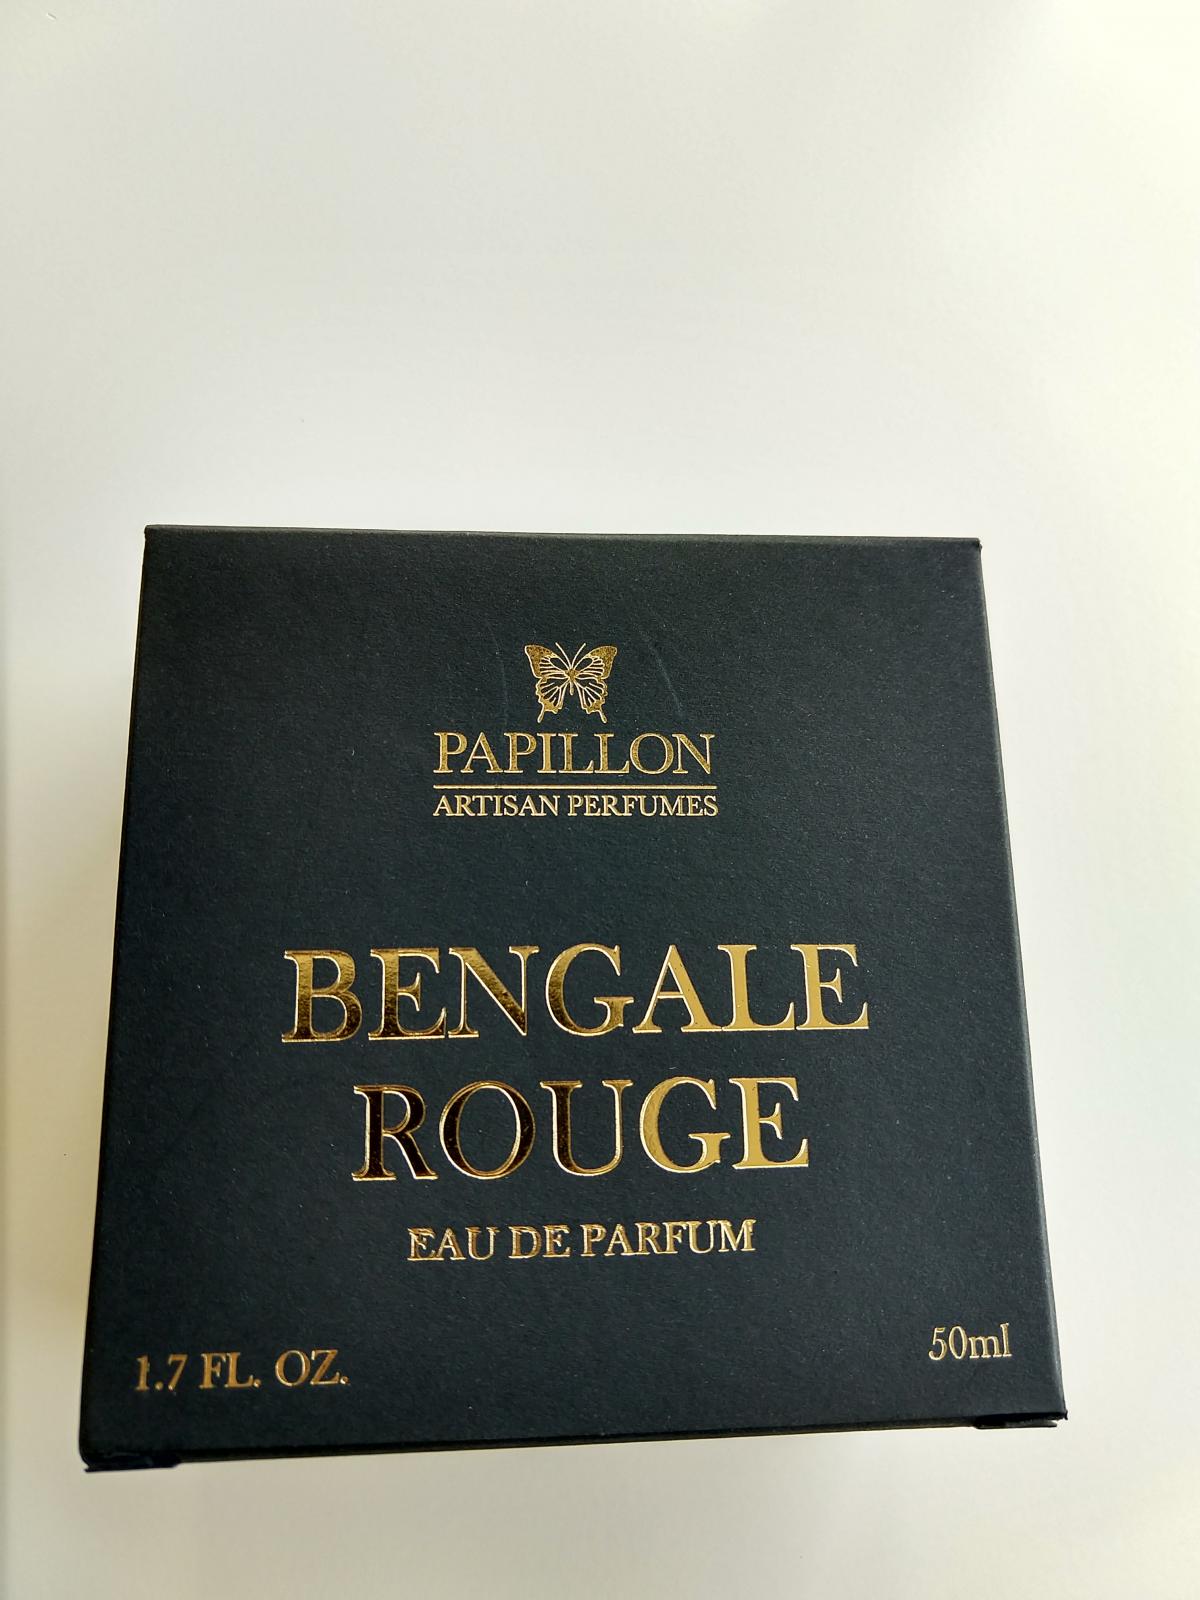 PAPILLON
ARTISAN PERFUMES
BENGALE
ROUGE
EAU DE PARFUM
1.7 FL. OZ.
50ml